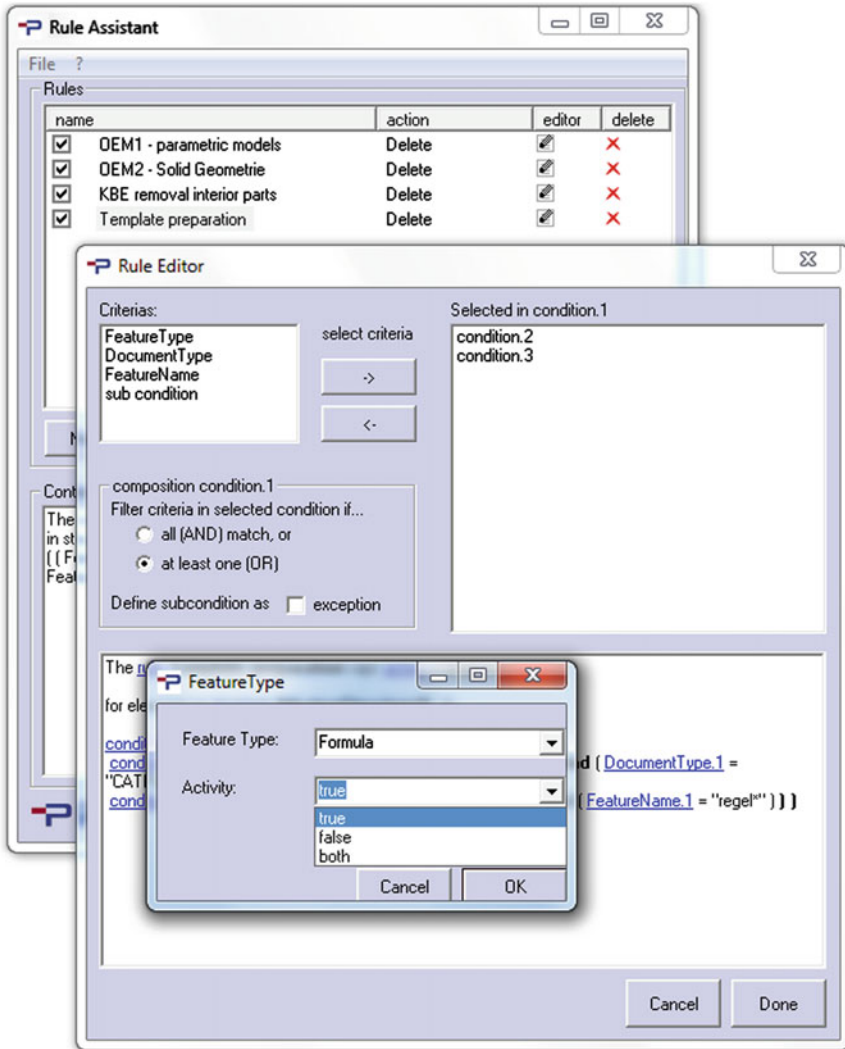 Rule Assistant
File ?
Rules
name action editor delete
OEM1 - parametric models Delete
OEM2 - Solid Geometrie Delete
KBE removal interior parts Delete
Template preparation Delete
Rule Editor
Criterias:
FeatureType
DocumentType
FeatureName
sub condition
select criteria
->
<-
Selected in condition.1
condition.2
condition.3
composition condition.1
Filter criteria in selected condition if...
all (AND) match, or
at least one (OR)
Define subcondition as exception
The
in
The
for
( DocumentType.1 =
( FeatureName.1 = "regel*" ) ) )
FeatureType
Feature Type: Formula
Activity: true
true
false
both
Cancel OK
Cancel Done